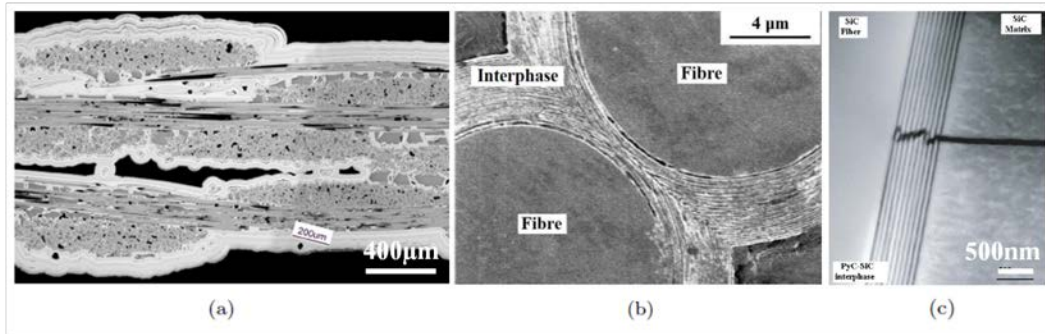 200um
400μm
(a)
4 μm
Interphase
Fibre
Fibre
(b)
SiC
Fiber
SiC
Matrix
500nm
PyC-SiC
interphase
(c)